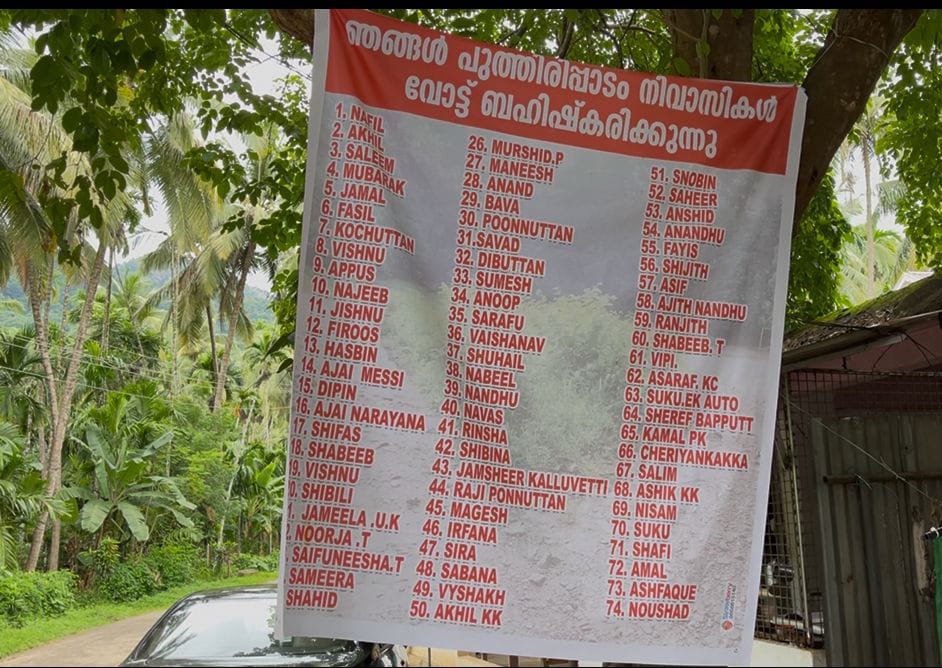 ഞങ്ങൾ പുത്തിരിപ്പാടം നിവാസികൾ
വോട്ട് ബഹിഷ്കരിക്കുന്നു
1. NAFIL
2. AKHIL
3. SALEEM
4. MUBARAK
5. JAMAL
6. FASIL
7. KOCHUTTAN
8. VISHNU
9. APPUS
10. NAJEEB
11. JISHNU
12. FIROOS
13. HASBIN
14. AJAI MESSI
15. DIPIN
16. AJAI NARAYANA
17. SHIFAS
18. SHABEEB
19. VISHNU
0. SHIBILI
. JAMEELA .U.K
. NOORJA .T
SAIFUNEESHA.T
SAMEERA
SHAHID
26. MURSHID.P
27. MANEESH
28. ANAND
29. BAVA
30. POONNUTTAN
31.SAVAD
32. DIBUTTAN
33. SUMESH
34. ANOOP
35. SARAFU
36. VAISHANAV
37. SHUHAIL
38. NABEEL
39. NANDHU
40. NAVAS
41. RINSHA
42. SHIBINA
43. JAMSHEER KALLUVETTI
44. RAJI PONNUTTAN
45. MAGESH
46. IRFANA
47. SIRA
48. SABANA
49. VYSHAKH
50. AKHIL KK
51. SNOBIN
52. SAHEER
53. ANSHID
54. ANANDHU
55. FAYIS
56. SHIJITH
57. ASIF
58. AJITH NANDHU
59. RANJITH
60. SHABEEB. T
61. VIPI
62. ASARAF. KC
63. SUKU.EK AUTO
64. SHEREF BAPPUTT
65. KAMAL PK
66. CHERIYANKAKKA
67. SALIM
68. ASHIK KK
69. NISAM
70. SUKU
71. SHAFI
72. AMAL
73. ASHFAQUE
74. NOUSHAD